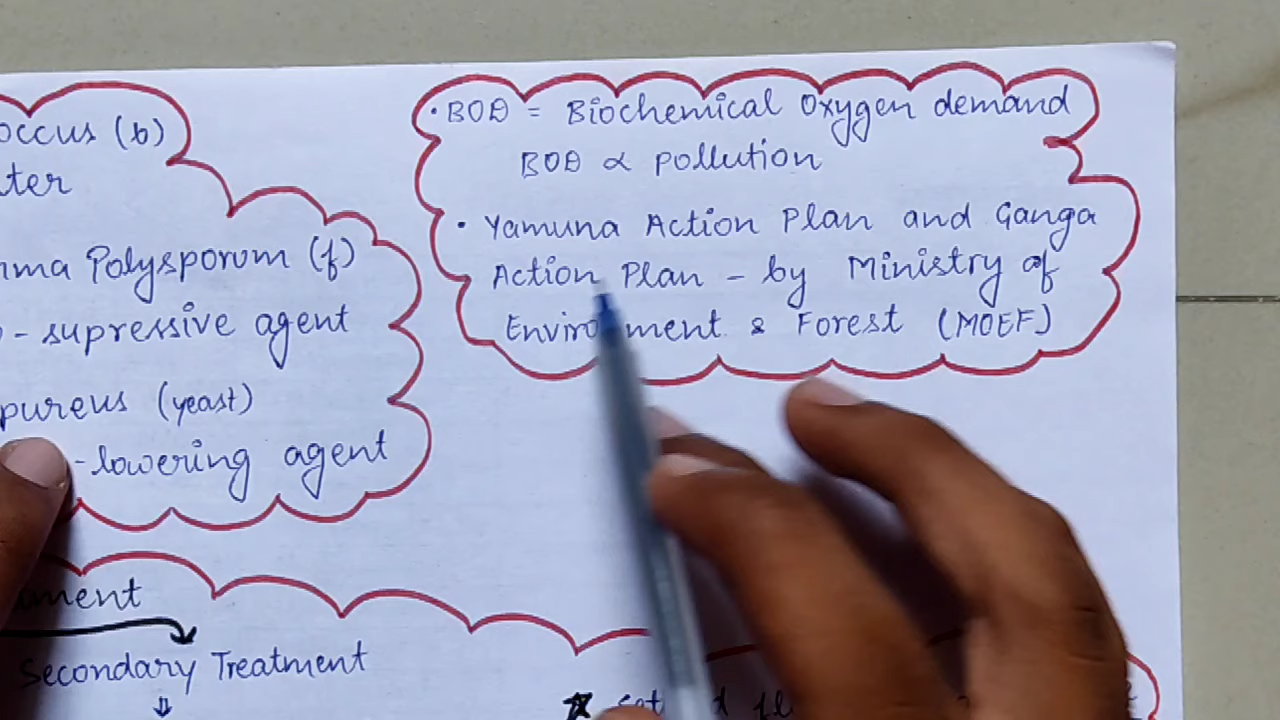 occus (b)
ter
ma Polysporum (f)
- supressive agent
pureus (yeast)
-lowering agent
• BOD = Biochemical Oxygen demand
BOD ∝ pollution
• Yamuna Action Plan and Ganga
Action Plan - by Ministry of
Environment & Forest (MOEF)
ment
Secondary Treatment